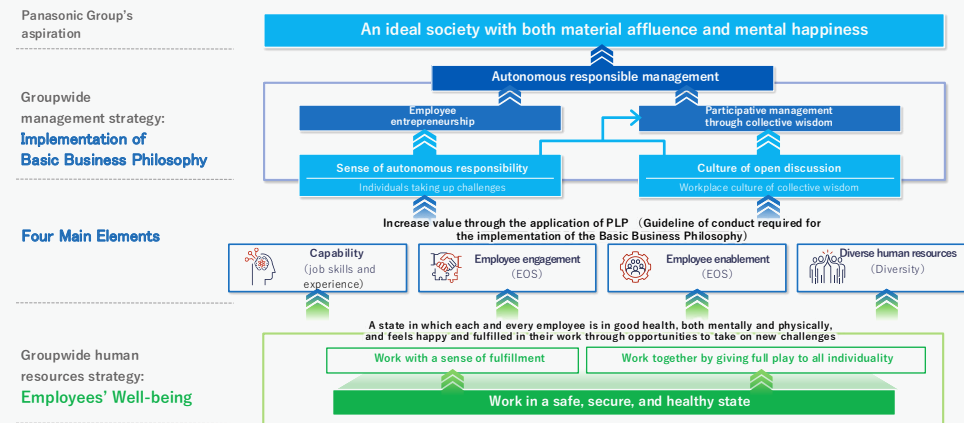 Panasonic Group's
aspiration
An ideal society with both material affluence and mental happiness
Autonomous responsible management
Groupwide
management strategy:
Implementation of
Basic Business Philosophy
Employee
entrepreneurship
Participative management
through collective wisdom
Sense of autonomous responsibility
Individuals taking up challenges
Culture of open discussion
Workplace culture of collective wisdom
Four Main Elements
Increase value through the application of PLP （Guideline of conduct required for
the implementation of the Basic Business Philosophy）
Capability
（job skills and
experience）
Employee engagement
（EOS）
Employee enablement
（EOS）
Diverse human resources
（Diversity）
A state in which each and every employee is in good health, both mentally and physically,
and feels happy and fulfilled in their work through opportunities to take on new challenges
Groupwide human
resources strategy:
Employees' Well-being
Work with a sense of fulfillment
Work together by giving full play to all individuality
Work in a safe, secure, and healthy state